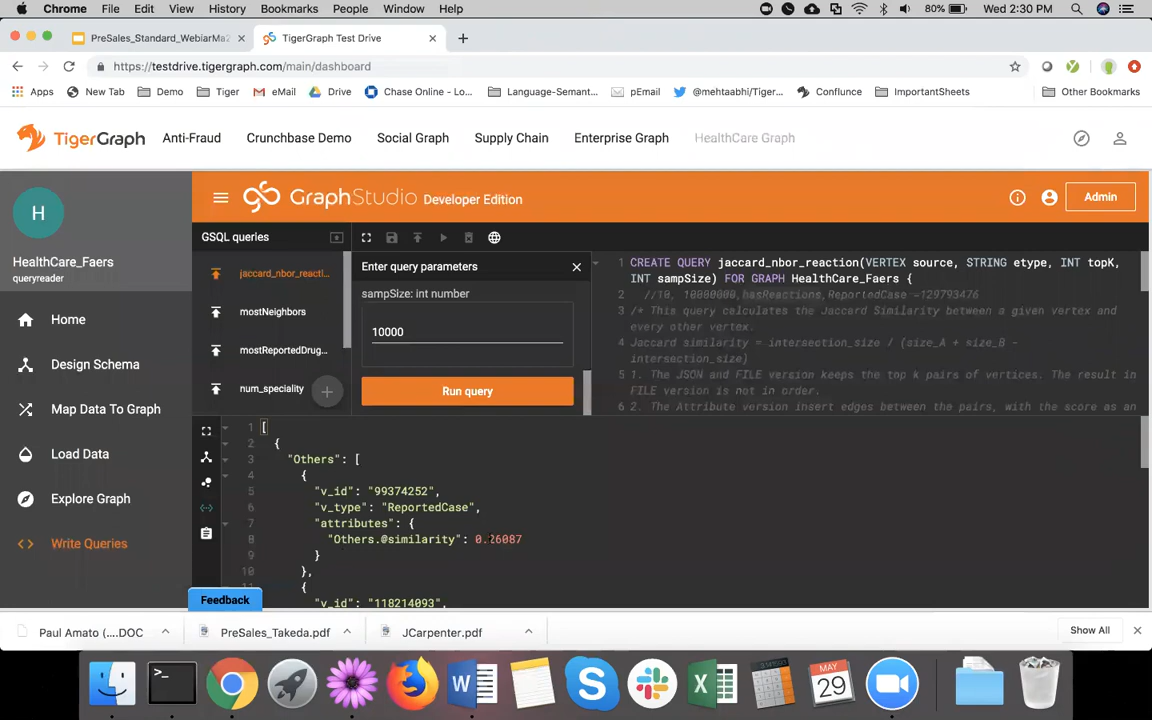 Chrome File Edit View History Bookmarks People Window Help 80% Wed 2:30 PM
PreSales_Standard_WebiarMa2 TigerGraph Test Drive
https://testdrive.tigergraph.com/main/dashboard
Apps New Tab Demo Tiger eMail Drive Chase Online - Lo... Language-Semant... pEmail @mehtaabhi/Tiger... Conflunce ImportantSheets Other Bookmarks
TigerGraph Anti-Fraud Crunchbase Demo Social Graph Supply Chain Enterprise Graph HealthCare Graph
H
HealthCare_Faers
queryreader
Home
Design Schema
Map Data To Graph
Load Data
Explore Graph
Write Queries
GraphStudio Developer Edition Admin
GSQL queries
jaccard_nbor_reacti...
mostNeighbors
mostReportedDrug...
num_speciality
Enter query parameters
sampSize: int number
10000
Run query
1 CREATE QUERY jaccard_nbor_reaction(VERTEX source, STRING etype, INT topK,
INT sampSize) FOR GRAPH HealthCare_Faers {
2 //10, 10000000,hasReactions,ReportedCase -129793476
3 /* This query calculates the Jaccard Similarity between a given vertex and
every other vertex.
4 Jaccard similarity = intersection_size / (size_A + size_B -
intersection_size)
5 1. The JSON and FILE version keeps the top k pairs of vertices. The result in
FILE version is not in order.
6 2. The Attribute version insert edges between the pairs, with the score as an
1 [
2 {
3 "Others": [
4 {
5 "v_id": "99374252",
6 "v_type": "ReportedCase",
7 "attributes": {
8 "Others.@similarity": 0.26087
9 }
10 },
11 {
"v_id": "118214093",
Feedback
Paul Amato (....DOC PreSales_Takeda.pdf JCarpenter.pdf Show All
MAY
29